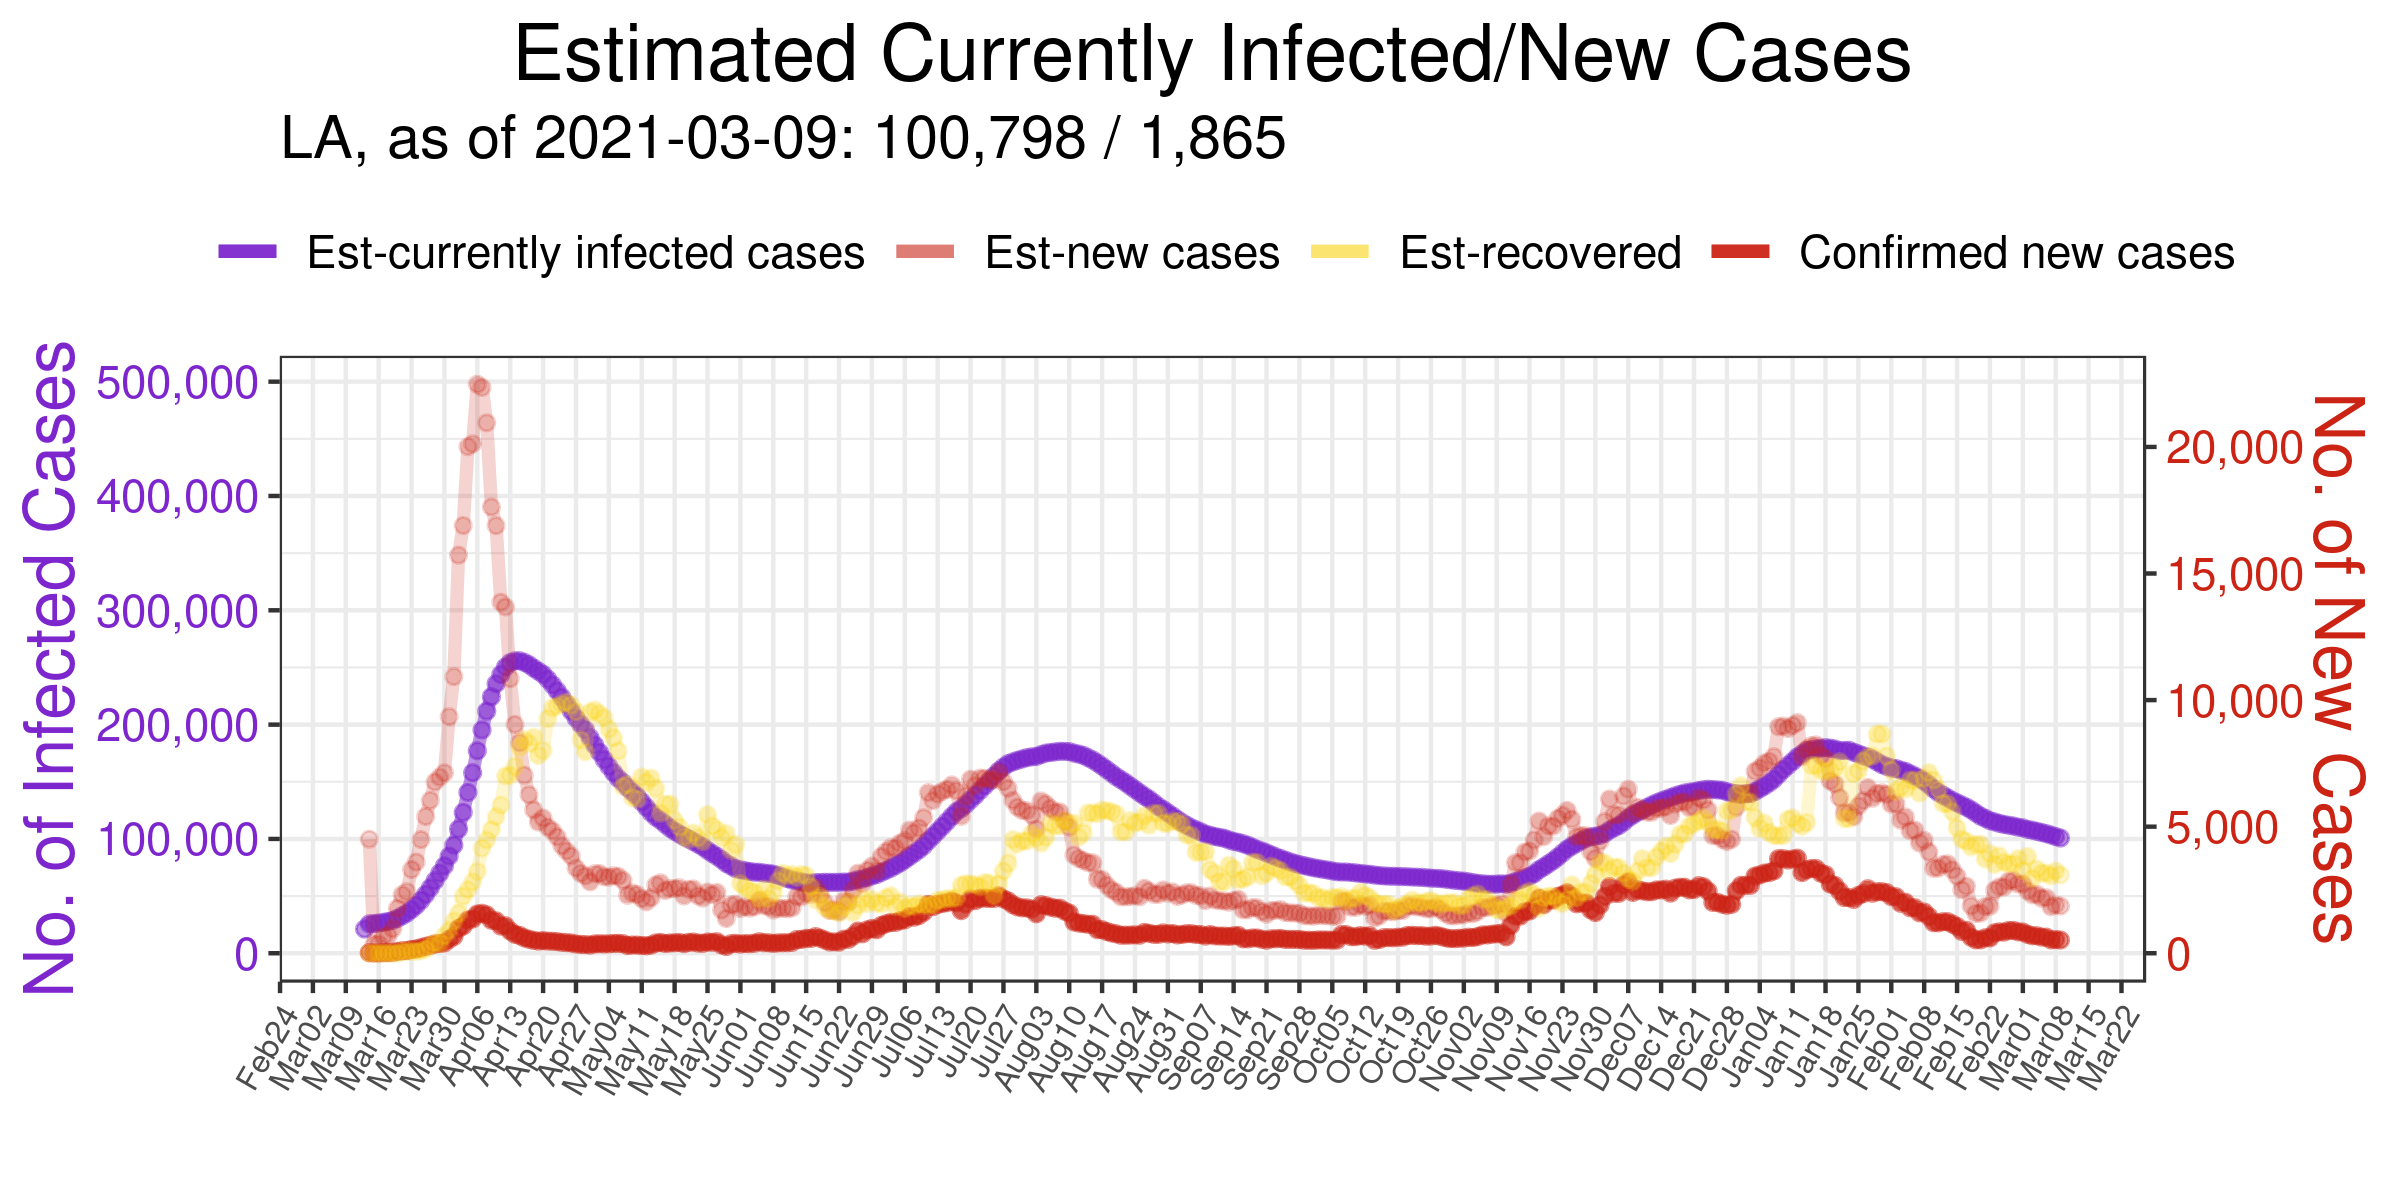 Estimated Currently Infected/New Cases
LA, as of 2021-03-09: 100,798 / 1,865
Est-currently infected cases Est-new cases Est-recovered Confirmed new cases
No. of Infected Cases
500,000
400,000
300,000
200,000
100,000
0
20,000
15,000
10,000
5,000
0
No. of New Cases
Feb24 Mar02 Mar09 Mar16 Mar23 Mar30 Apr06 Apr13 Apr20 Apr27 May04 May11 May18 May25 Jun01 Jun08 Jun15 Jun22 Jun29 Jul06 Jul13 Jul20 Jul27 Aug03 Aug10 Aug17 Aug24 Aug31 Sep07 Sep14 Sep21 Sep28 Oct05 Oct12 Oct19 Oct26 Nov02 Nov09 Nov16 Nov23 Nov30 Dec07 Dec14 Dec21 Dec28 Jan04 Jan11 Jan18 Jan25 Feb01 Feb08 Feb15 Feb22 Mar01 Mar08 Mar15 Mar22